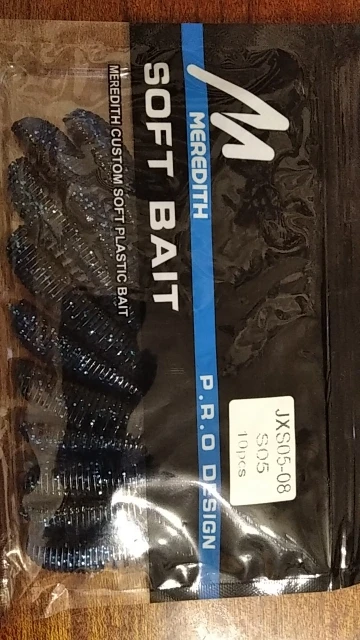 M
MEREDITH
P.R.O DESIGN
SOFT BAIT
MEREDITH CUSTOM SOFT PLASTIC BAIT
JXS05-08
S05
10pcs